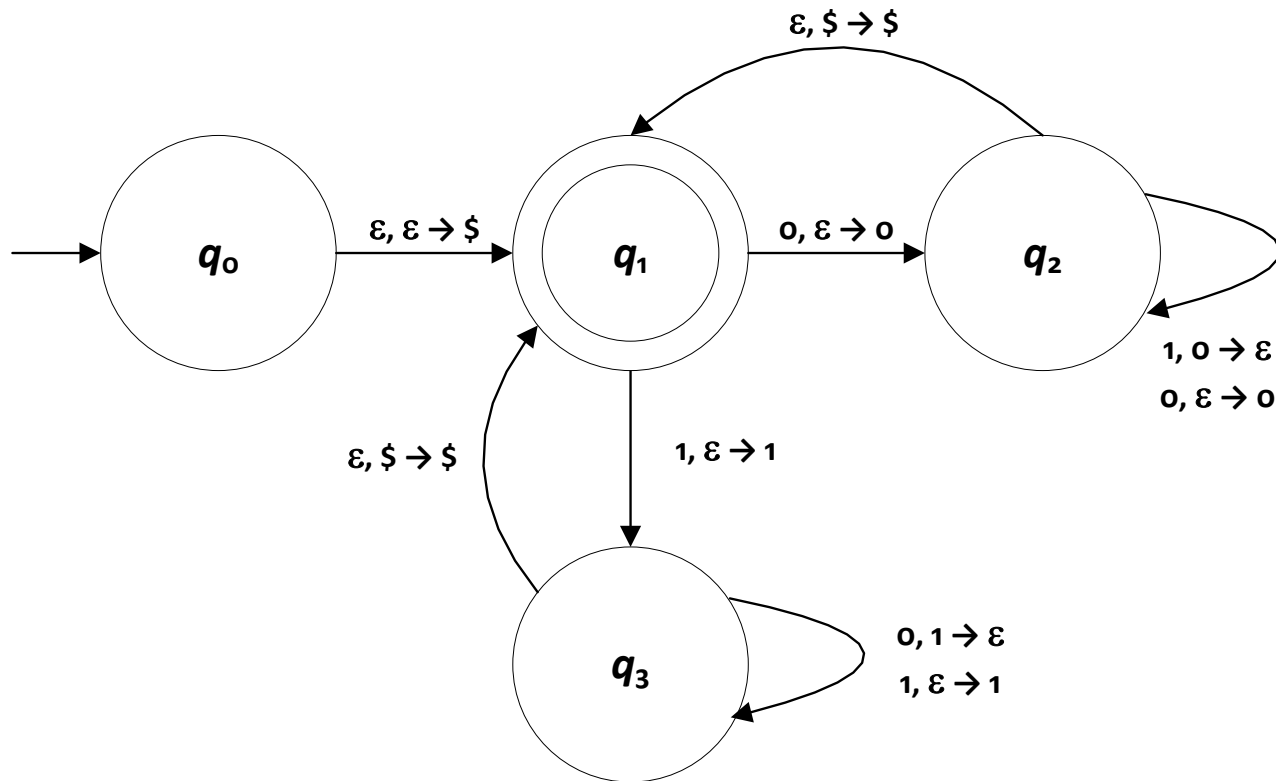 ε, $ → $
q₀
ε, ε → $
q₁
0, ε → 0
q₂
1, 0 → ε
0, ε → 0
ε, $ → $
1, ε → 1
q₃
0, 1 → ε
1, ε → 1